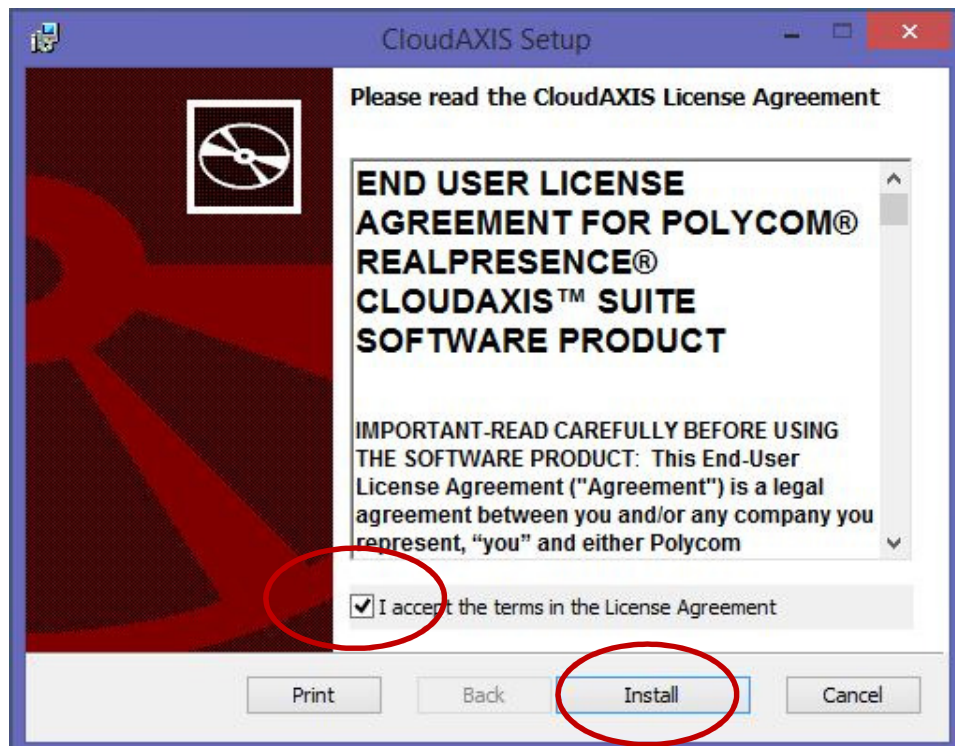 CloudAXIS Setup
Please read the CloudAXIS License Agreement
END USER LICENSE
AGREEMENT FOR POLYCOM®
REALPRESENCE®
CLOUDAXIS™ SUITE
SOFTWARE PRODUCT
IMPORTANT-READ CAREFULLY BEFORE USING
THE SOFTWARE PRODUCT: This End-User
License Agreement ("Agreement") is a legal
agreement between you and/or any company you
represent, “you” and either Polycom
I accept the terms in the License Agreement
Print Back Install Cancel